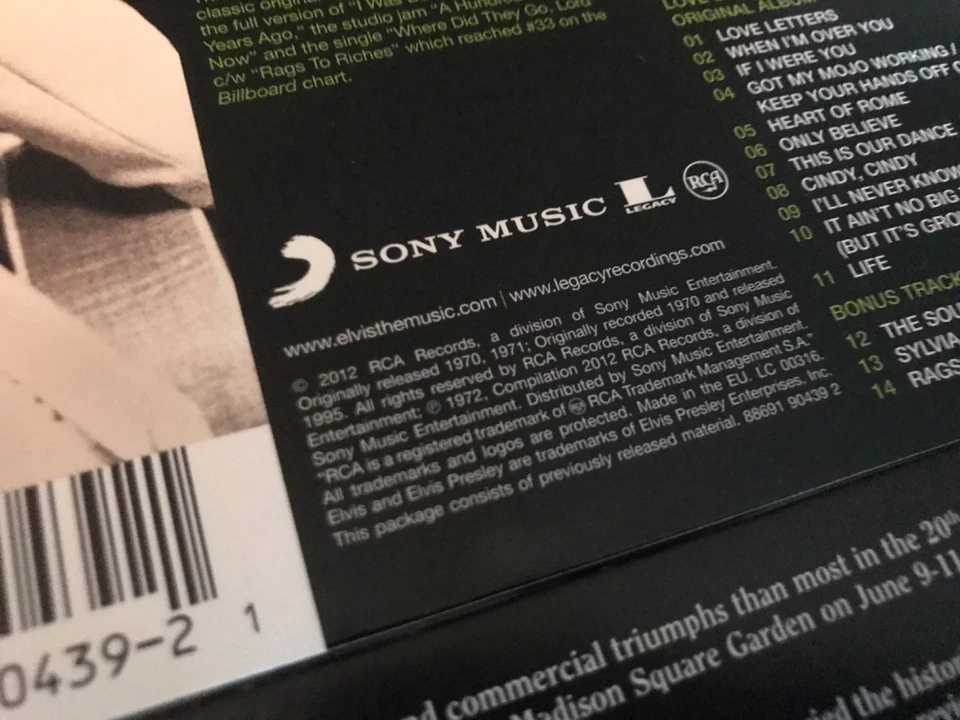 classic origin
the full version of "I Was B
Years Ago," the studio jam "A Hundre
Now" and the single "Where Did They Go, Lord
c/w "Rags To Riches" which reached #33 on the
Billboard chart.
SONY MUSIC
L
LEGACY
RCA
www.elvisthemusic.com | www.legacyrecordings.com
© 2012 RCA Records, a division of Sony Music Entertainment.
Originally released 1970, 1971; Originally recorded 1970 and released
1995. All rights reserved by RCA Records, a division of Sony Music
Entertainment; ℗ 1972. Compilation 2012 RCA Records, a division of
Sony Music Entertainment. Distributed by Sony Music Entertainment.
"RCA is a registered trademark of RCA Trademark Management S.A."
All trademarks and logos are protected. Made in the EU. LC 00316.
Elvis and Elvis Presley are trademarks of Elvis Presley Enterprises, Inc.
This package consists of previously released material. 88691 90439 2
ORIGINAL ALBUM
01 LOVE LETTERS
02 WHEN I'M OVER YOU
03 IF I WERE YOU
04 GOT MY MOJO WORKING /
KEEP YOUR HANDS OFF O
05 HEART OF ROME
06 ONLY BELIEVE
07 THIS IS OUR DANCE
08 CINDY, CINDY
09 I'LL NEVER KNOW
10 IT AIN'T NO BIG
(BUT IT'S GRO
11 LIFE
BONUS TRACK
12 THE SOU
13 SYLVIA
14 RAGS
0439-2 1
d commercial triumphs than most in the 20th
Madison Square Garden on June 9-11
the histor